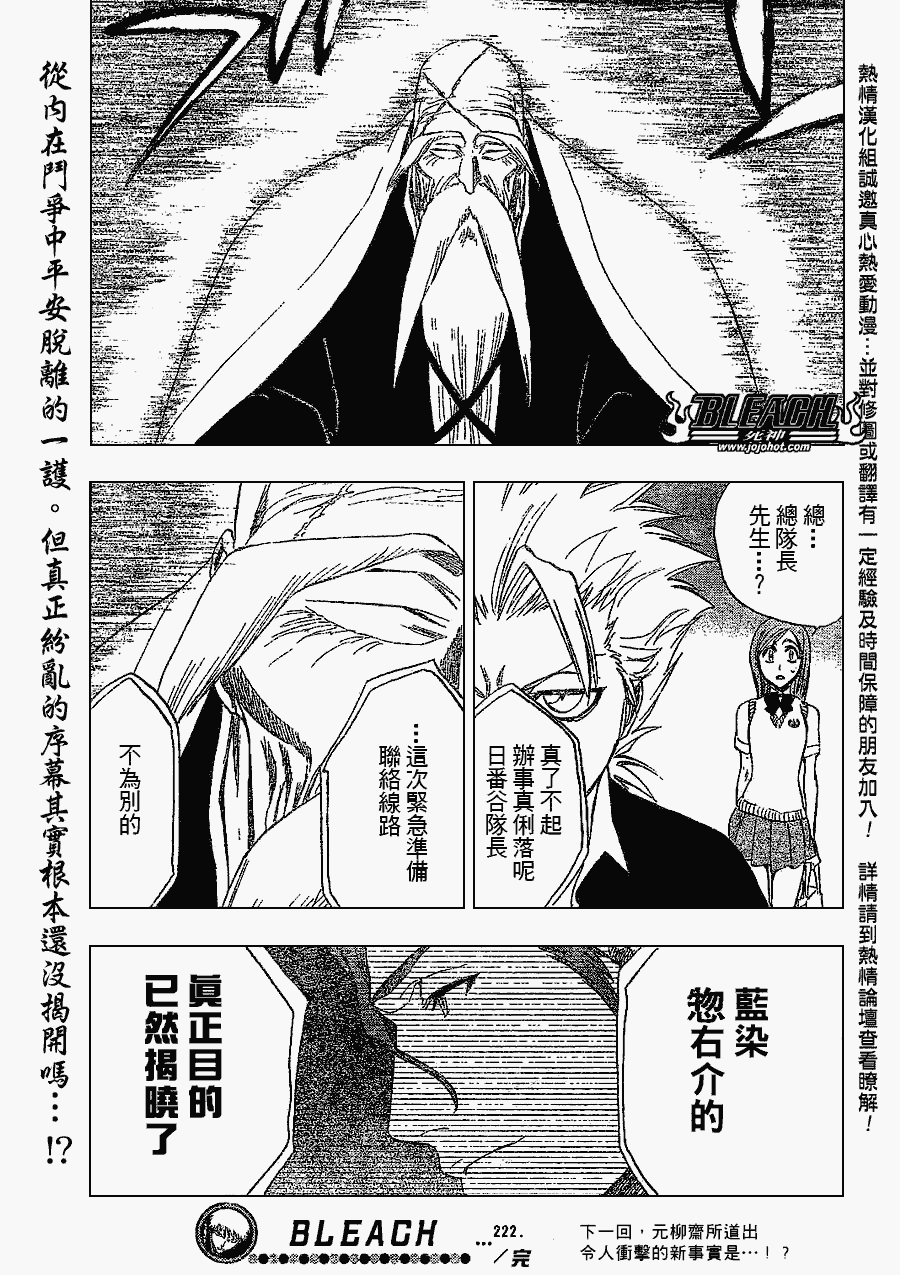 熱情漢化組誠邀真心熱愛動漫…並對修圖或翻譯有一定經驗及時間保障的朋友加入！ 詳情請到熱情論壇查看瞭解！
BLEACH
死神
www.jojohot.com
總…
總隊長
先生…？
真了不起
辦事真俐落呢
日番谷隊長
…這次緊急準備
聯絡線路
不為別的
藍染
惣右介的
真正目的
已然揭曉了
從內在鬥爭中平安脫離的一護。但真正紛亂的序幕其實根本還沒揭開嗎…!?
BLEACH
…222.
/完
下一回，元柳齋所道出
令人衝擊的新事實是…！？